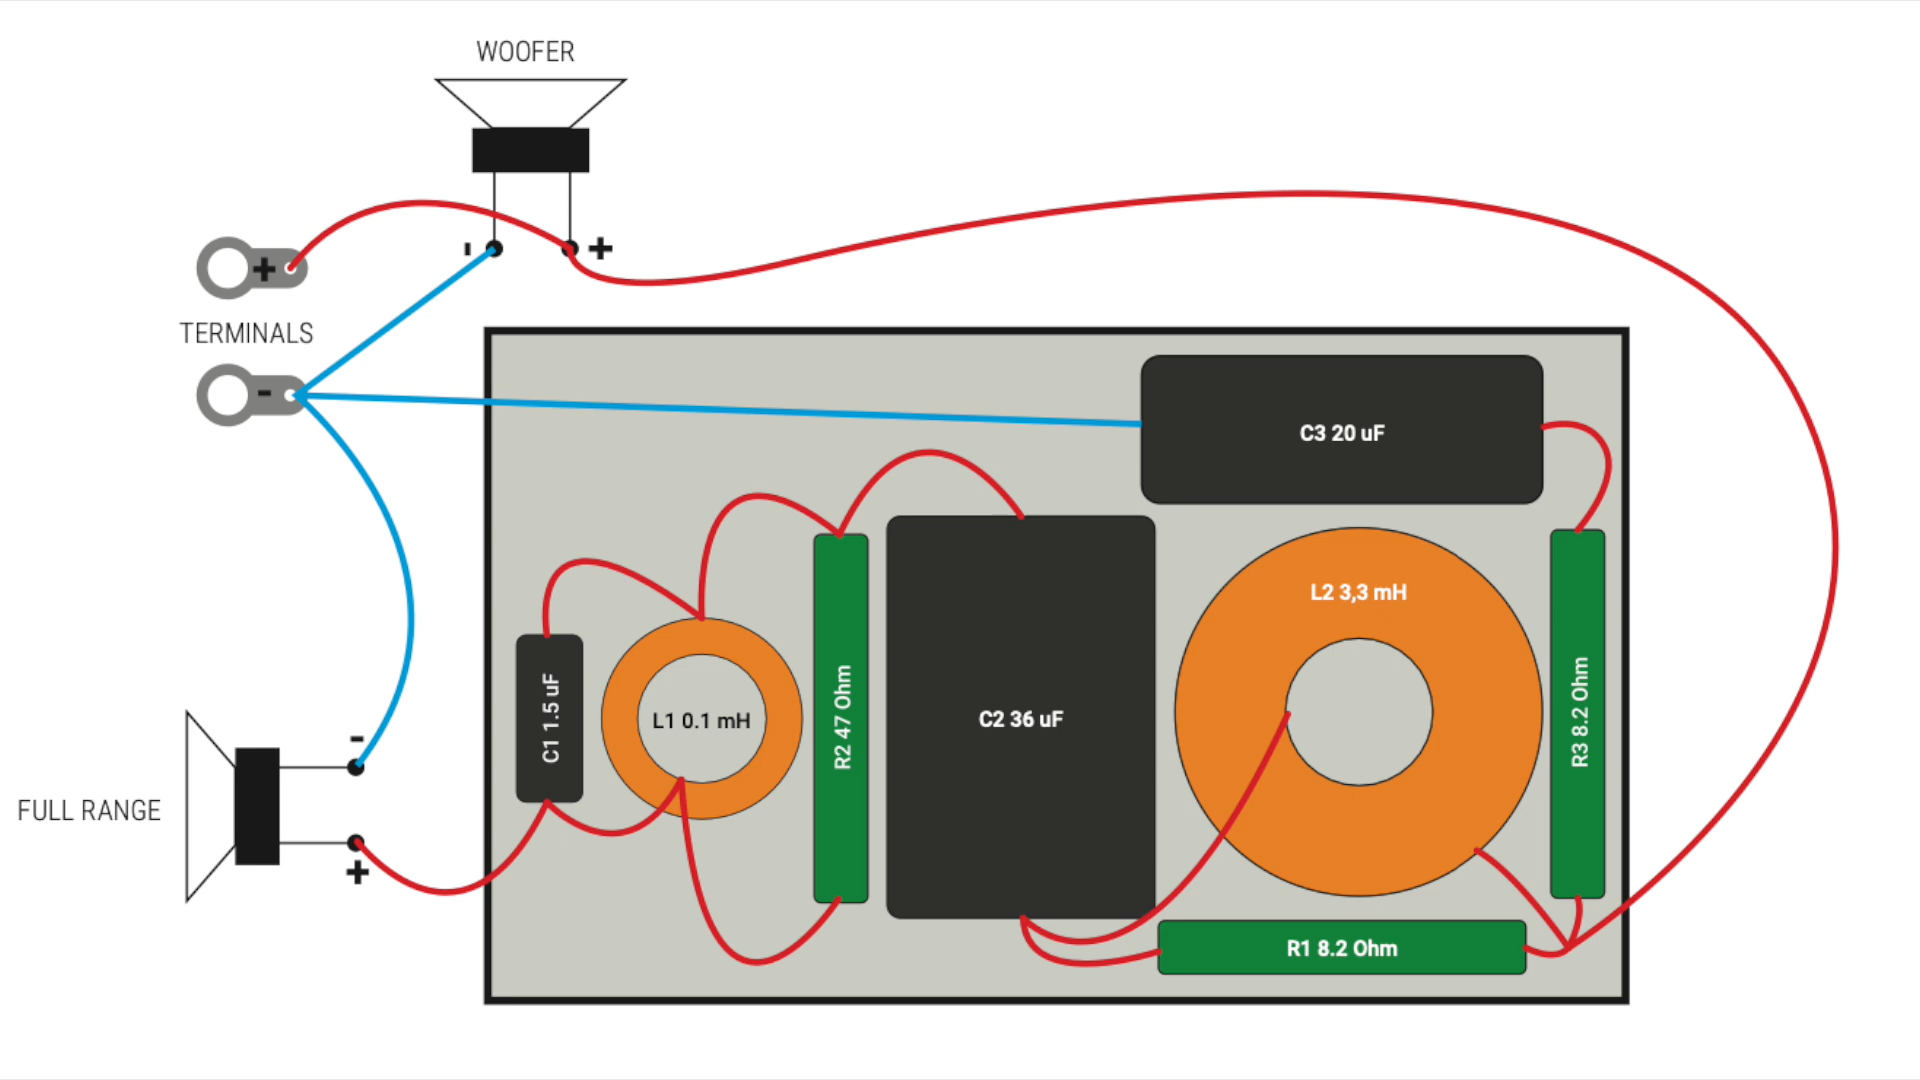 WOOFER
- +
+
TERMINALS
-
C3 20 uF
L2 3,3 mH
C1 1.5 uF
L1 0.1 mH
R2 47 Ohm
C2 36 uF
R3 8.2 Ohm
-
FULL RANGE
+
R1 8.2 Ohm